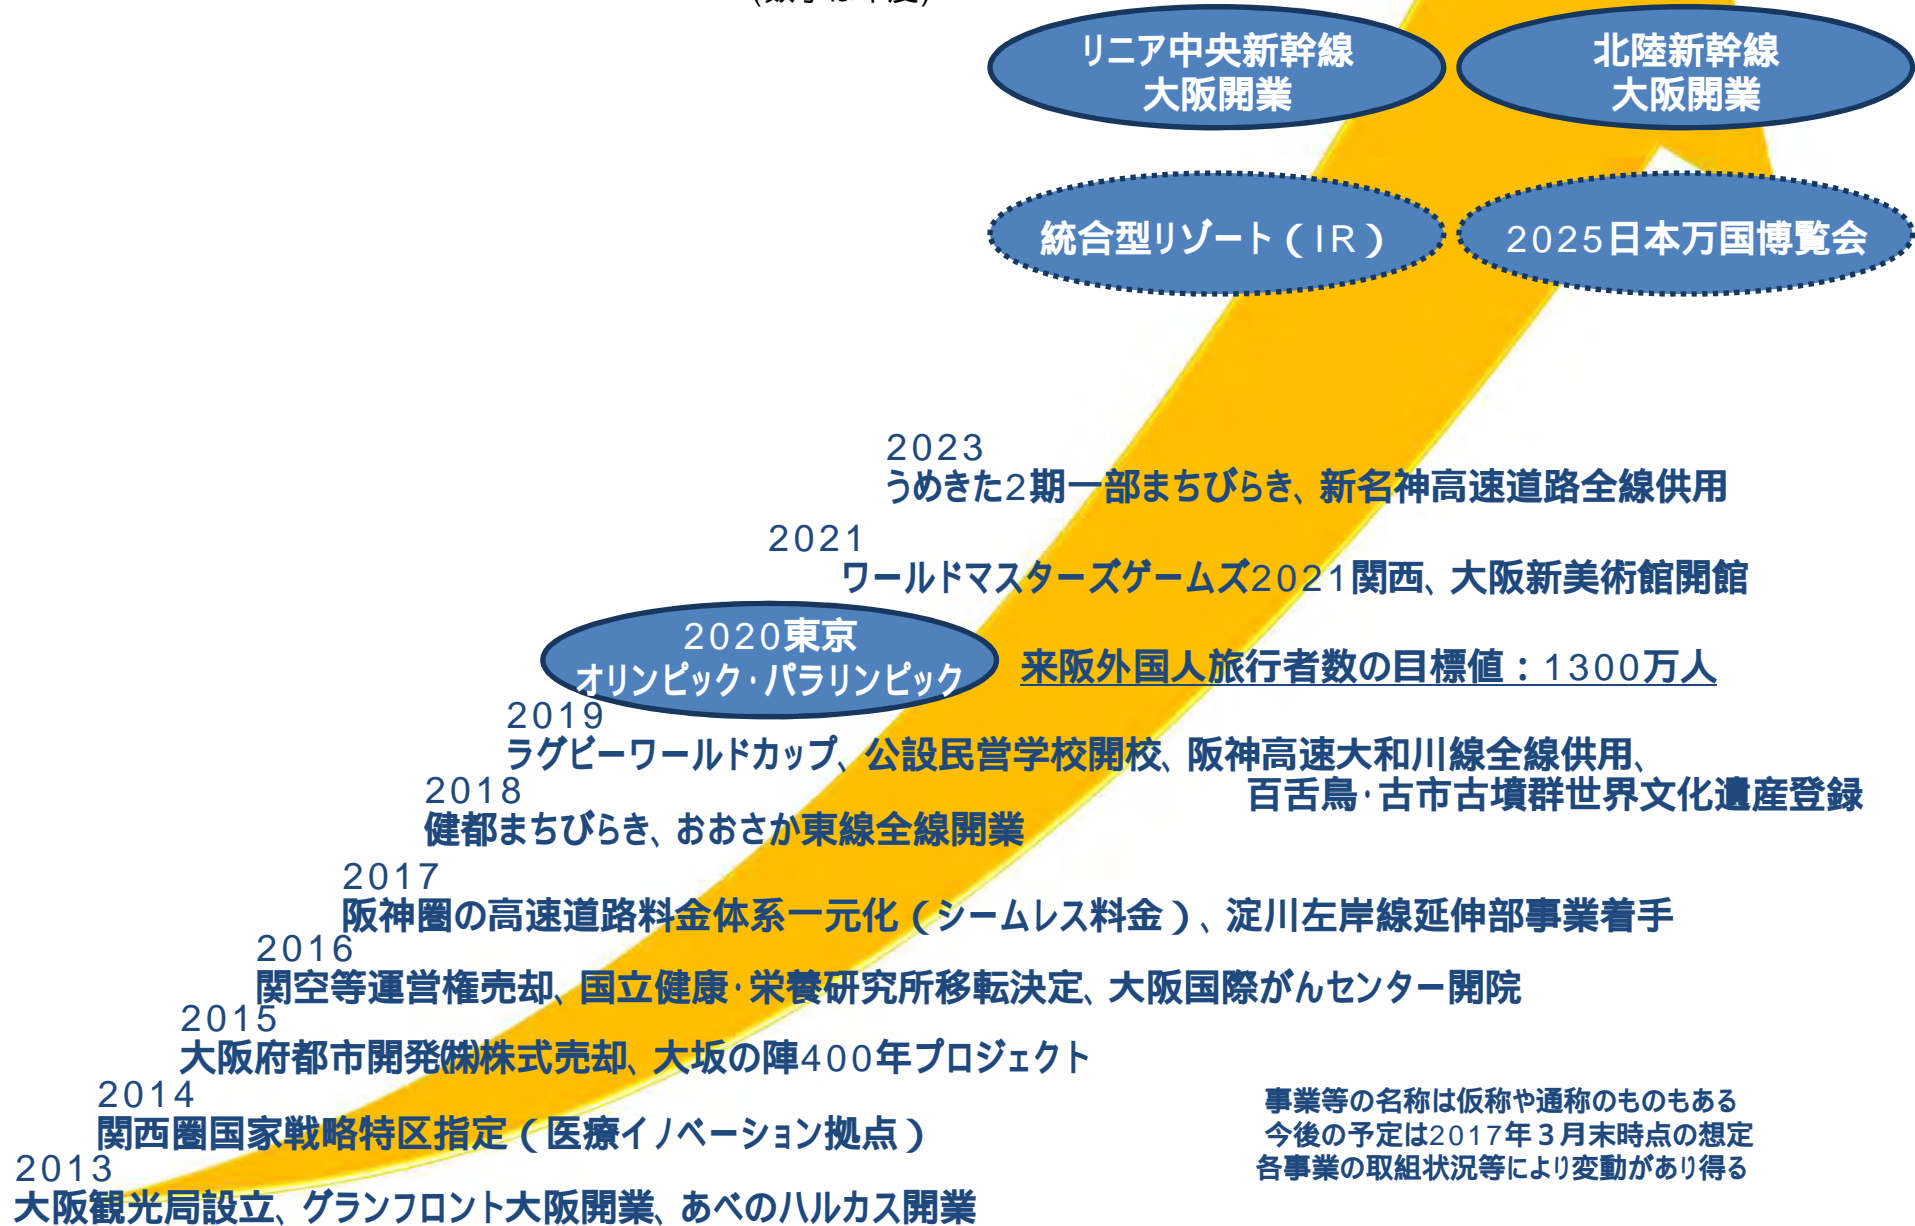 リニア中央新幹線
大阪開業
北陸新幹線
大阪開業
統合型リゾート（IR）
2025日本万国博覧会
2023
うめきた2期一部まちびらき、新名神高速道路全線供用
2021
ワールドマスターズゲームズ2021関西、大阪新美術館開館
2020東京
オリンピック・パラリンピック
来阪外国人旅行者数の目標値：1300万人
2019
ラグビーワールドカップ、公設民営学校開校、阪神高速大和川線全線供用、
百舌鳥・古市古墳群世界文化遺産登録
2018
健都まちびらき、おおさか東線全線開業
2017
阪神圏の高速道路料金体系一元化（シームレス料金）、淀川左岸線延伸部事業着手
2016
関空等運営権売却、国立健康・栄養研究所移転決定、大阪国際がんセンター開院
2015
大阪府都市開発㈱株式売却、大坂の陣400年プロジェクト
2014
関西圏国家戦略特区指定（医療イノベーション拠点）
2013
大阪観光局設立、グランフロント大阪開業、あべのハルカス開業
事業等の名称は仮称や通称のものもある
今後の予定は2017年３月末時点の想定
各事業の取組状況等により変動があり得る